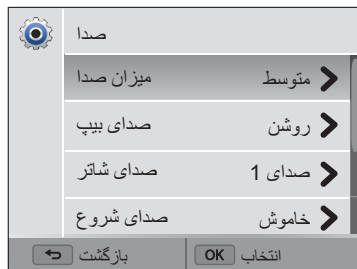 صدا
میزان صدا متوسط
صدای بیپ روشن
صدای شاتر صدای 1
صدای شروع خاموش
بازگشت OK انتخاب